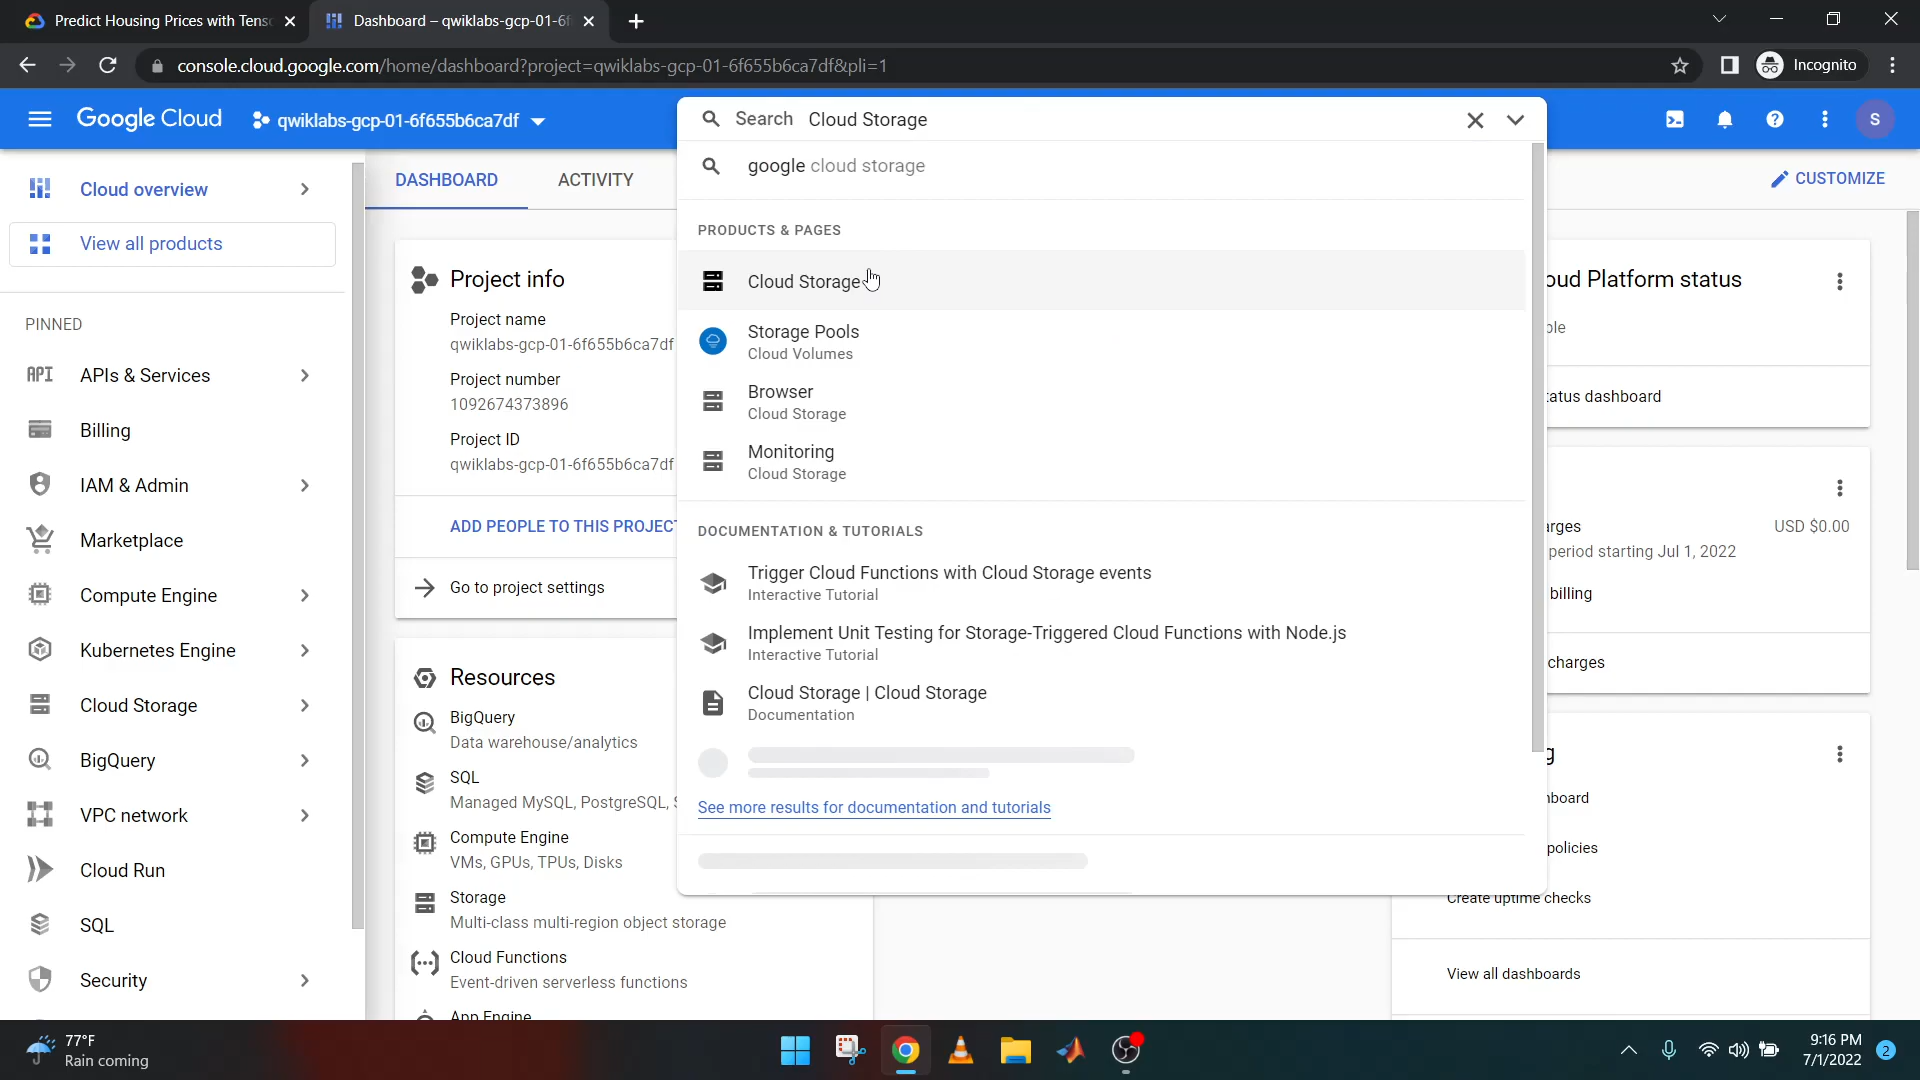 Predict Housing Prices with Tens
Dashboard – qwiklabs-gcp-01-6f
console.cloud.google.com/home/dashboard?project=qwiklabs-gcp-01-6f655b6ca7df&pli=1
Incognito
Google Cloud
qwiklabs-gcp-01-6f655b6ca7df
Search Cloud Storage
S
google cloud storage
PRODUCTS & PAGES
Cloud Storage
Storage Pools
Cloud Volumes
Browser
Cloud Storage
Monitoring
Cloud Storage
DOCUMENTATION & TUTORIALS
Trigger Cloud Functions with Cloud Storage events
Interactive Tutorial
Implement Unit Testing for Storage-Triggered Cloud Functions with Node.js
Interactive Tutorial
Cloud Storage | Cloud Storage
Documentation
See more results for documentation and tutorials
Cloud overview
View all products
PINNED
API APIs & Services
Billing
IAM & Admin
Marketplace
Compute Engine
Kubernetes Engine
Cloud Storage
BigQuery
VPC network
Cloud Run
SQL
Security
DASHBOARD
ACTIVITY
CUSTOMIZE
Project info
Project name
qwiklabs-gcp-01-6f655b6ca7df
Project number
1092674373896
Project ID
qwiklabs-gcp-01-6f655b6ca7df
ADD PEOPLE TO THIS PROJECT
Go to project settings
Resources
BigQuery
Data warehouse/analytics
SQL
Managed MySQL, PostgreSQL,
Compute Engine
VMs, GPUs, TPUs, Disks
Storage
Multi-class multi-region object storage
Cloud Functions
Event-driven serverless functions
App Engine
oud Platform status
ble
tatus dashboard
rges
USD $0.00
period starting Jul 1, 2022
billing
charges
g
hboard
policies
Create uptime checks
View all dashboards
77°F
Rain coming
9:16 PM
7/1/2022
2